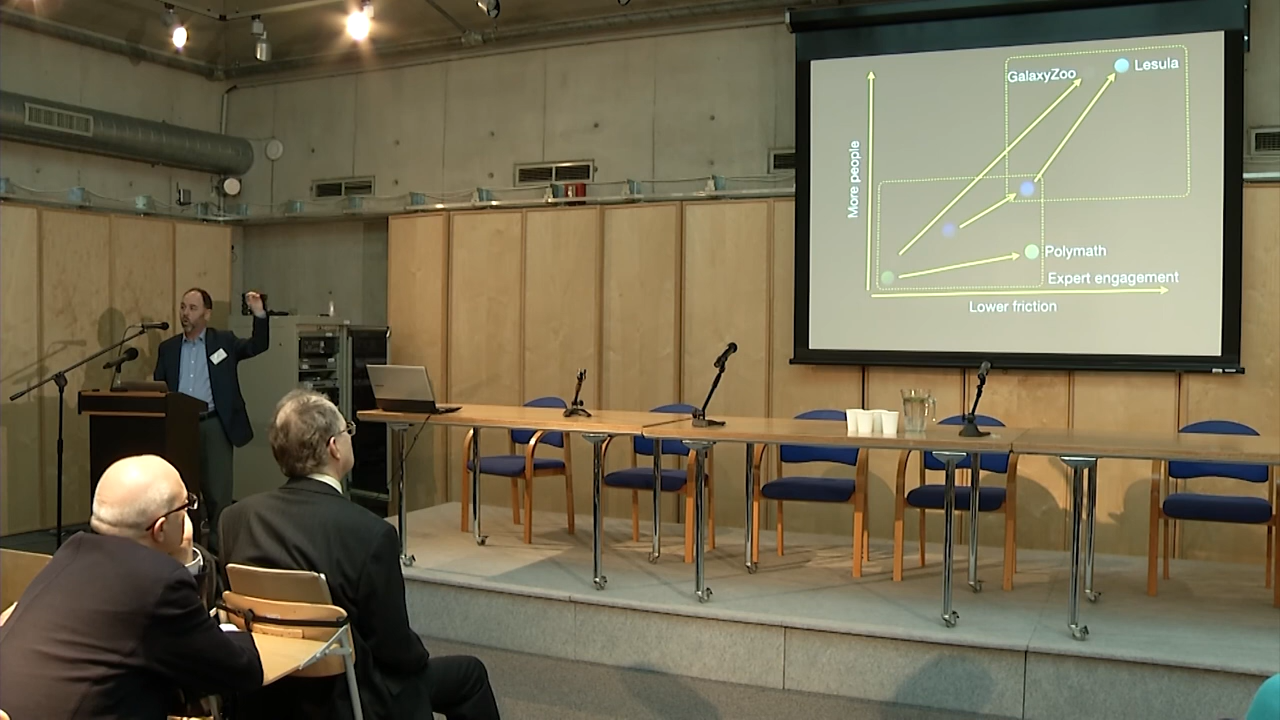 GalaxyZoo
Lesula
More people
Polymath
Expert engagement
Lower friction